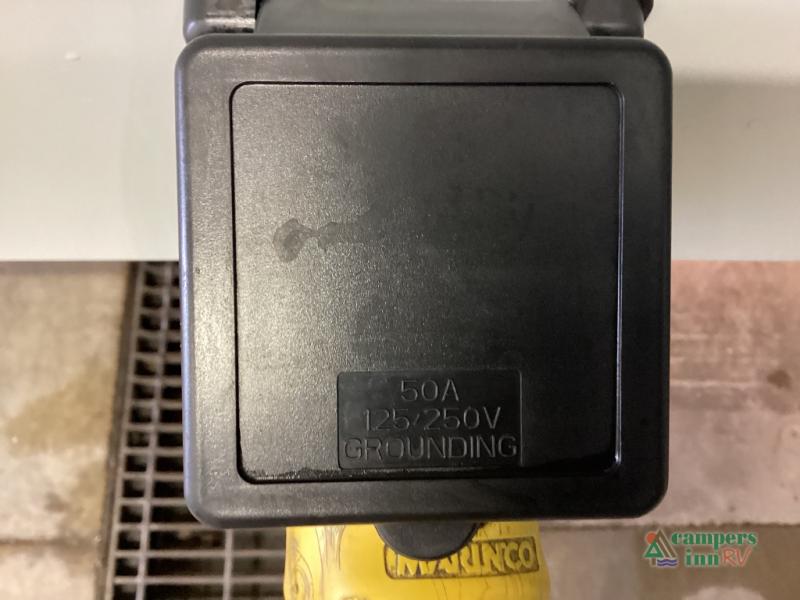 50A
125/250V
GROUNDING
MARINCO
campers
inn RV